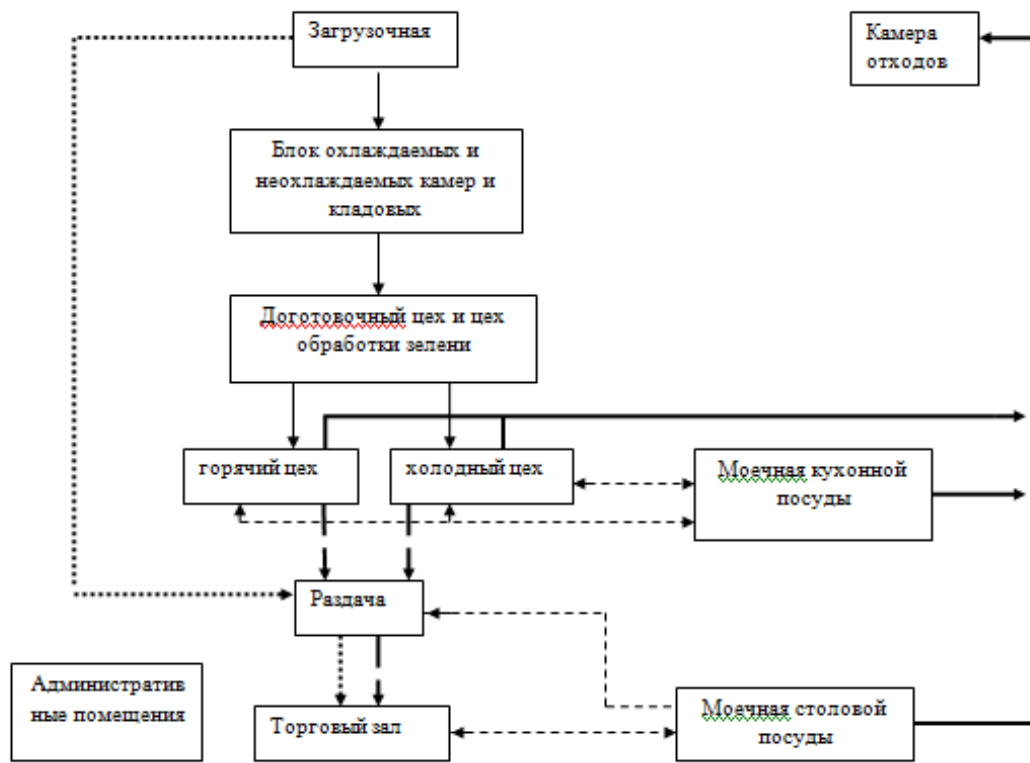 Загрузочная
Камера
отходов
Блок охлаждаемых и
неохлаждаемых камер и
кладовых
Доготовочный цех и цех
обработки зелени
горячий цех
холодный цех
Моечная кухонной
посуды
Раздача
Административ
ные помещения
Торговый зал
Моечная столовой
посуды